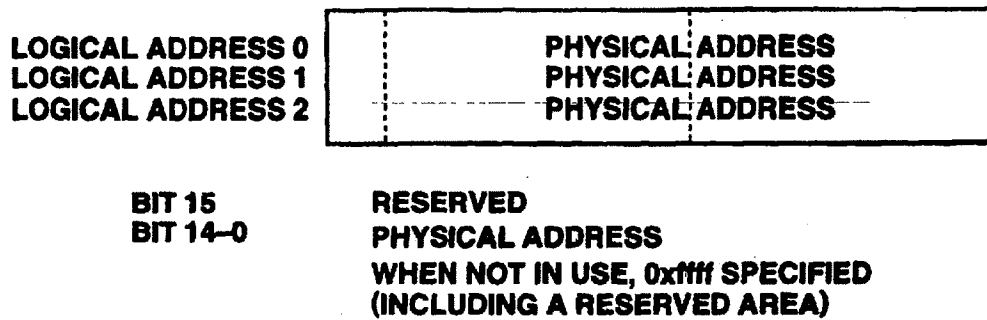 LOGICAL ADDRESS 0 PHYSICAL ADDRESS
LOGICAL ADDRESS 1 PHYSICAL ADDRESS
LOGICAL ADDRESS 2 PHYSICAL ADDRESS
BIT 15 RESERVED
BIT 14–0 PHYSICAL ADDRESS
WHEN NOT IN USE, 0xffff SPECIFIED
(INCLUDING A RESERVED AREA)